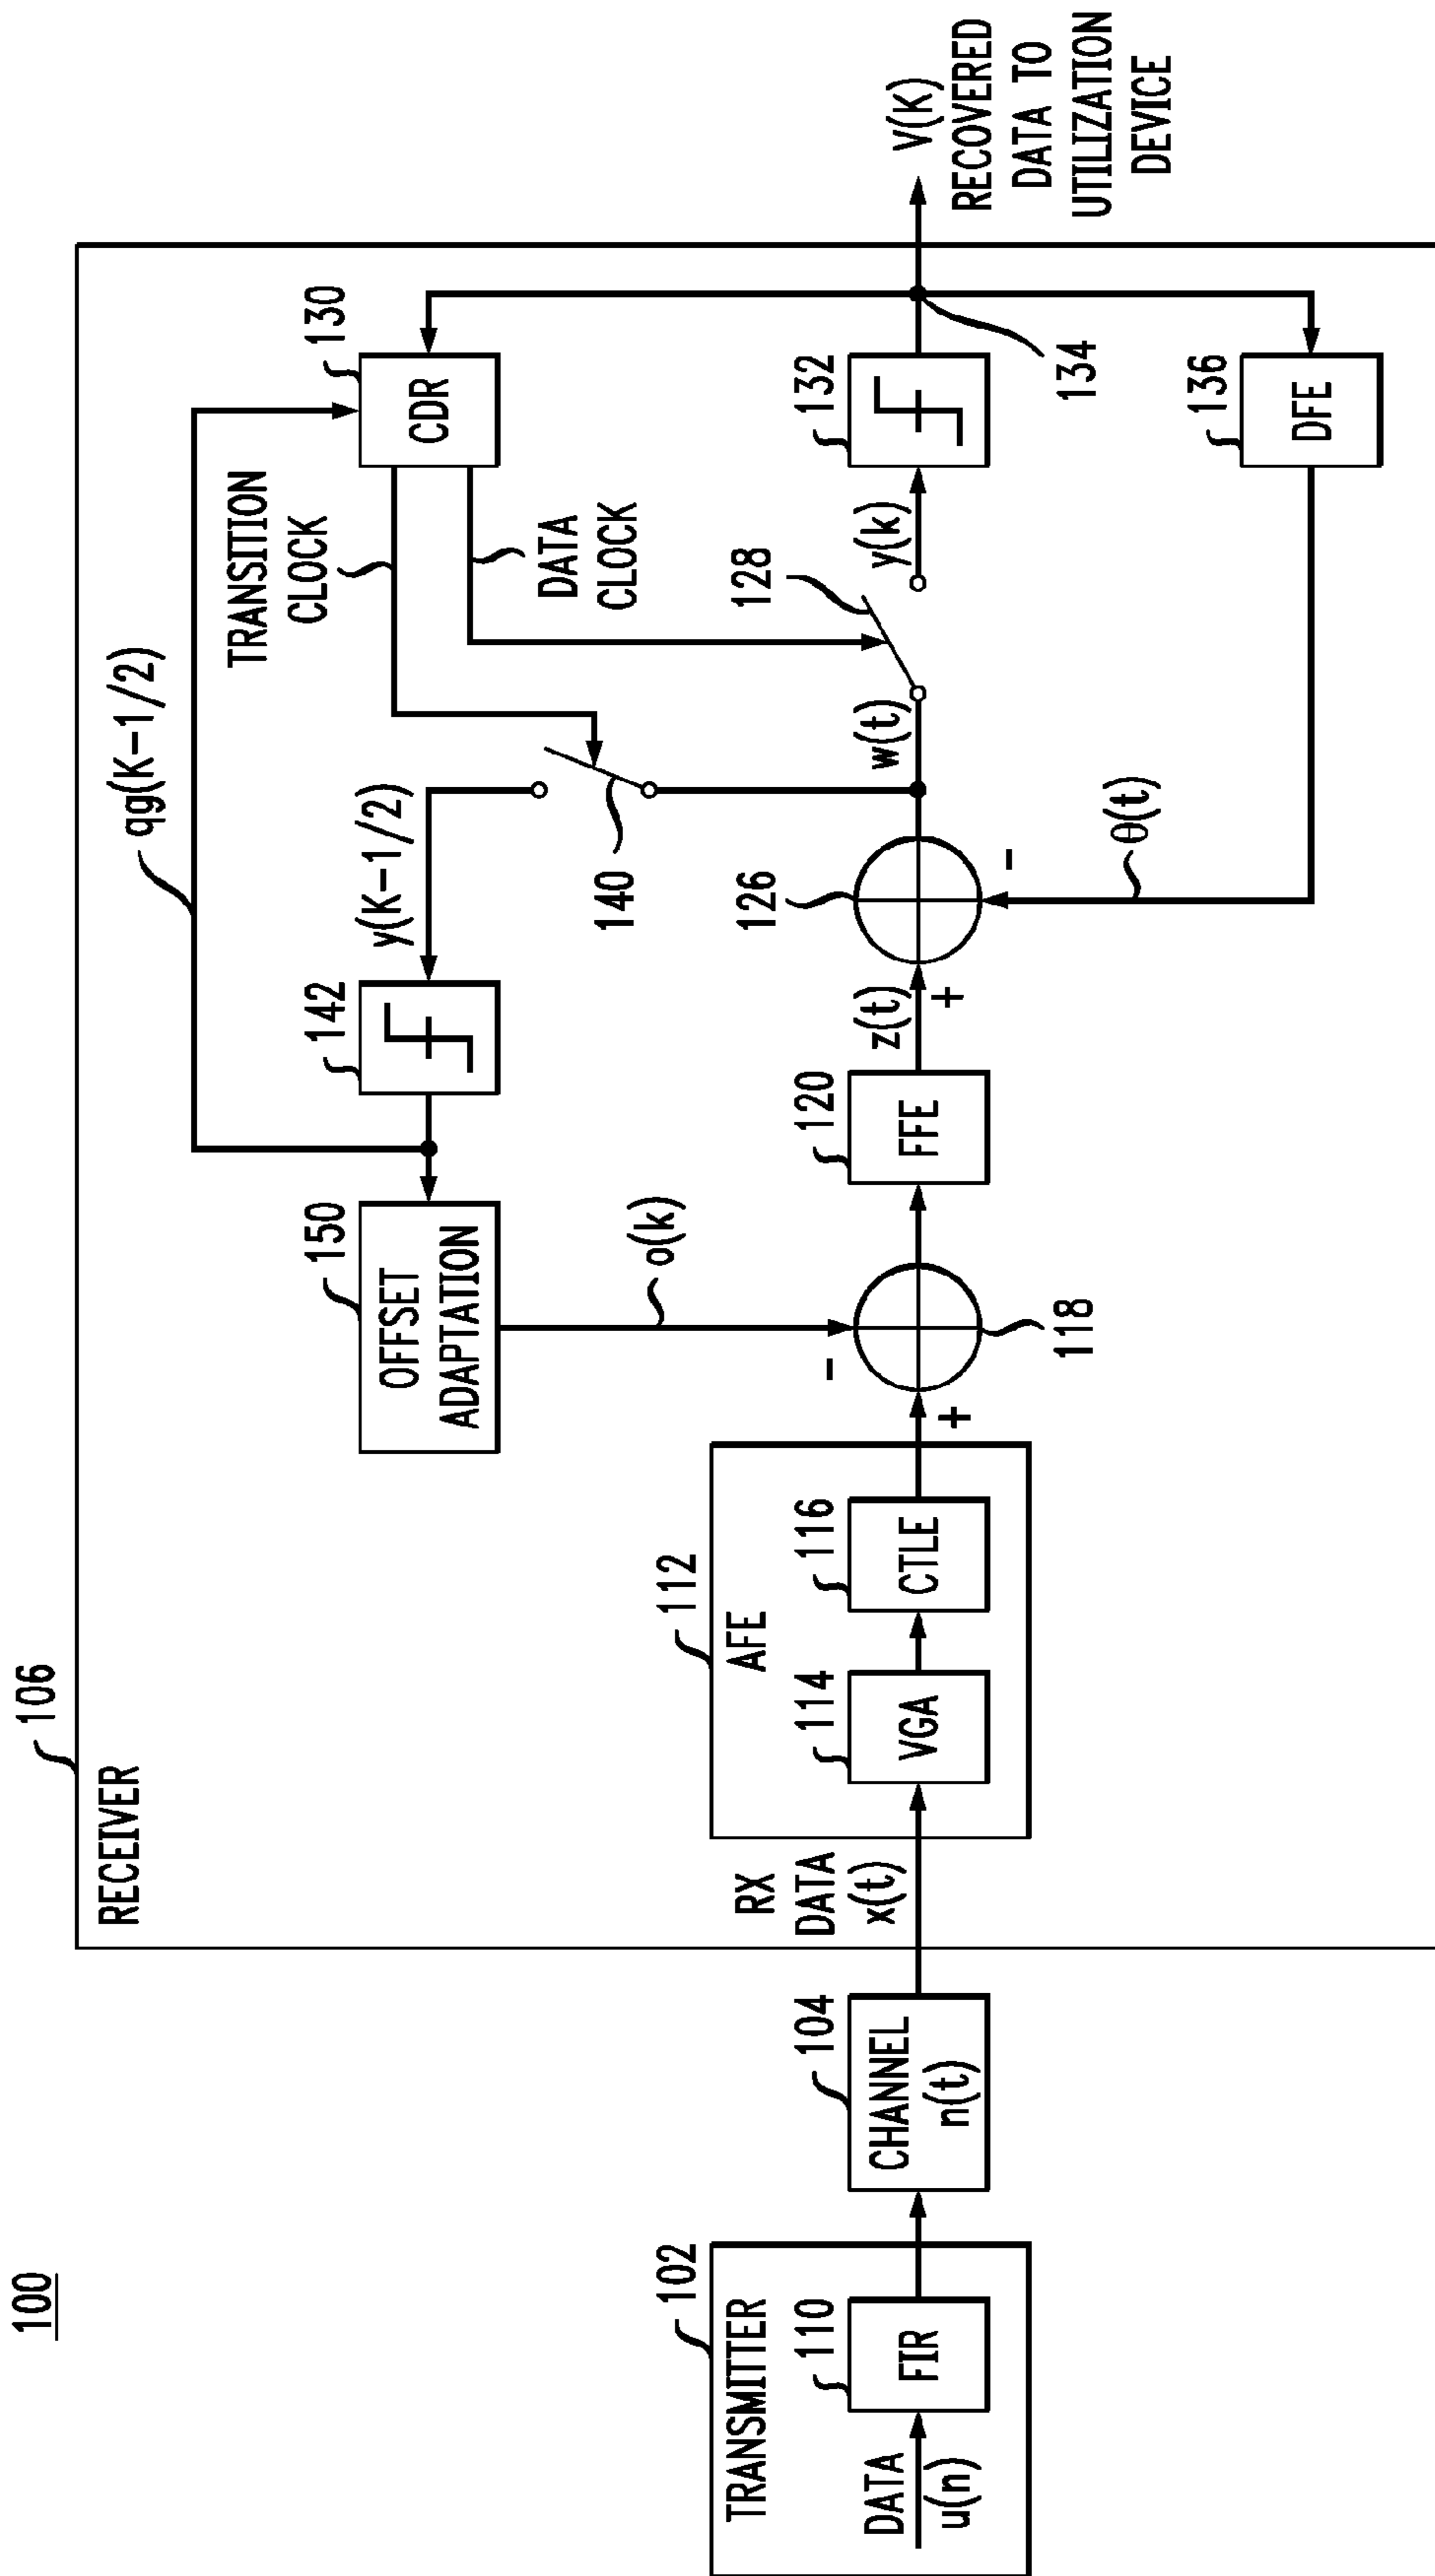 100
TRANSMITTER
102
DATA
u(n)
110
FIR
104
CHANNEL
n(t)
106
RECEIVER
RX
DATA
x(t)
112
AFE
114
VGA
116
CTLE
+
-
118
o(k)
150
OFFSET
ADAPTATION
142
qg(K-1/2)
y(K-1/2)
120
FFE
z(t)
+
126
-
θ(t)
w(t)
140
128
TRANSITION
CLOCK
DATA
CLOCK
130
CDR
y(k)
132
134
136
DFE
V(K)
RECOVERED
DATA TO
UTILIZATION
DEVICE